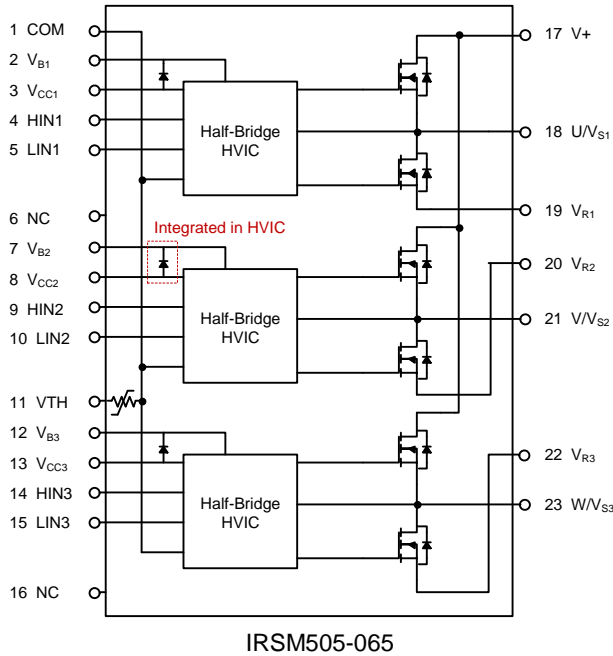 1 COM
2 VB1
3 VCC1
4 HIN1
5 LIN1
6 NC
7 VB2
8 VCC2
9 HIN2
10 LIN2
11 VTH
12 VB3
13 VCC3
14 HIN3
15 LIN3
16 NC
Half-Bridge
HVIC
Integrated in HVIC
Half-Bridge
HVIC
Half-Bridge
HVIC
17 V+
18 U/VS1
19 VR1
20 VR2
21 V/VS2
22 VR3
23 W/VS3
IRSM505-065